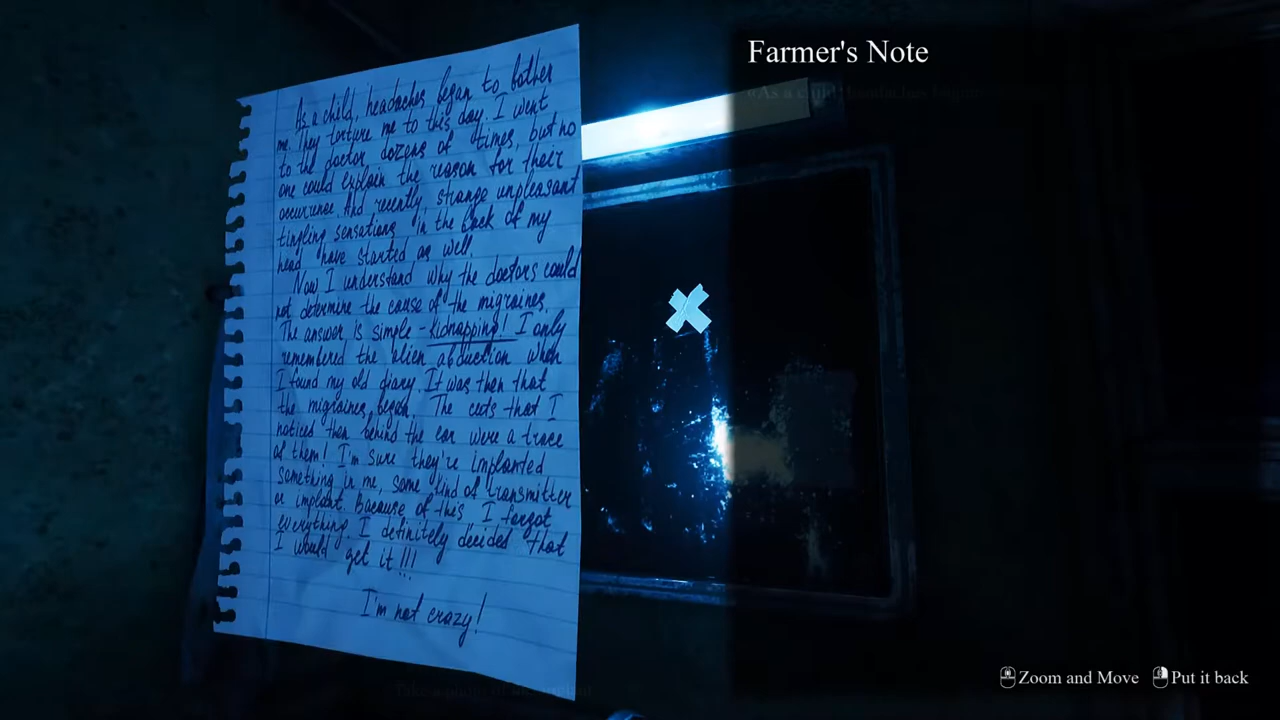 As a child, headaches began to bother
me. They torture me to this day. I went
to the doctor dozens of times, but no
one could explain the reason for their
occurrence. And recently, strange unpleasant
tingling sensations in the back of my
head have started as well.
Now I understand why the doctors could
not determine the cause of the migraines.
The answer is simple - kidnapping! I only
remembered the alien abduction when
I found my old diary. It was then that
the migraines began. The cuts that I
noticed then behind the ear were a trace
of them! I'm sure they're implanted
something in me, some kind of transmitter
or implant. Bacause of this I forgot
everything. I definitely decided that
I would get it!!!
I'm not crazy!
Farmer's Note
«As a child, headaches began
Zoom and Move
Put it back